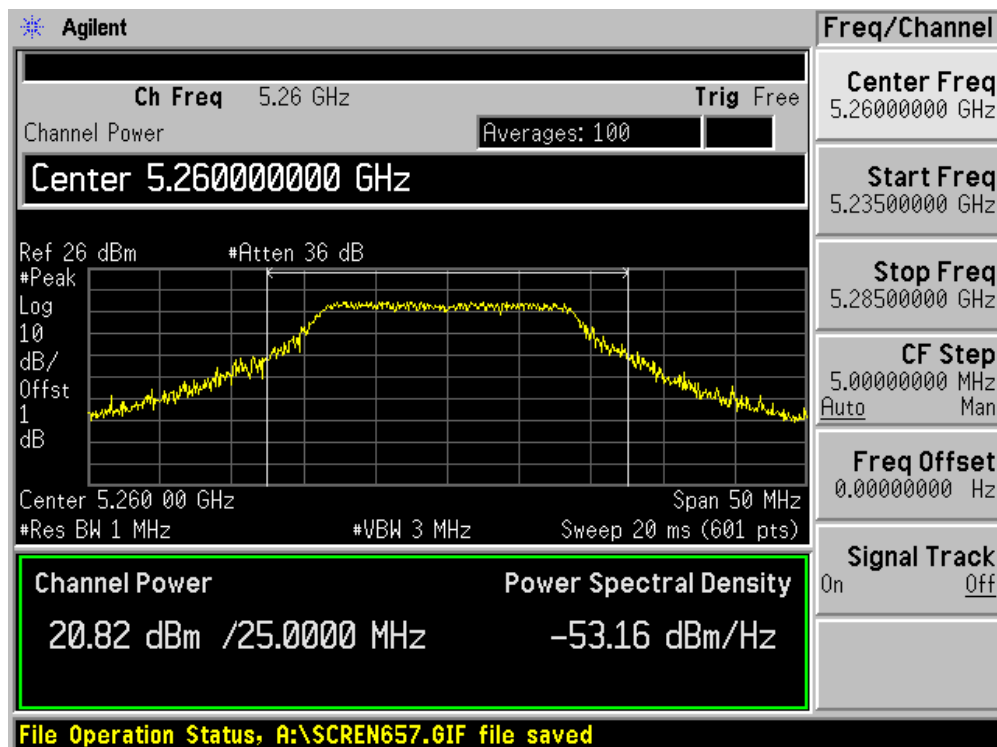 Agilent
Freq/Channel
Ch Freq 5.26 GHz Trig Free
Channel Power Averages: 100
Center 5.260000000 GHz
Ref 26 dBm #Atten 36 dB
#Peak
Log
10
dB/
Offst
1
dB
Center 5.260 00 GHz Span 50 MHz
#Res BW 1 MHz #VBW 3 MHz Sweep 20 ms (601 pts)
Channel Power Power Spectral Density
20.82 dBm /25.0000 MHz -53.16 dBm/Hz
File Operation Status, A:\SCREN657.GIF file saved
Center Freq
5.26000000 GHz
Start Freq
5.23500000 GHz
Stop Freq
5.28500000 GHz
CF Step
5.00000000 MHz
Auto Man
Freq Offset
0.00000000 Hz
Signal Track
On Off